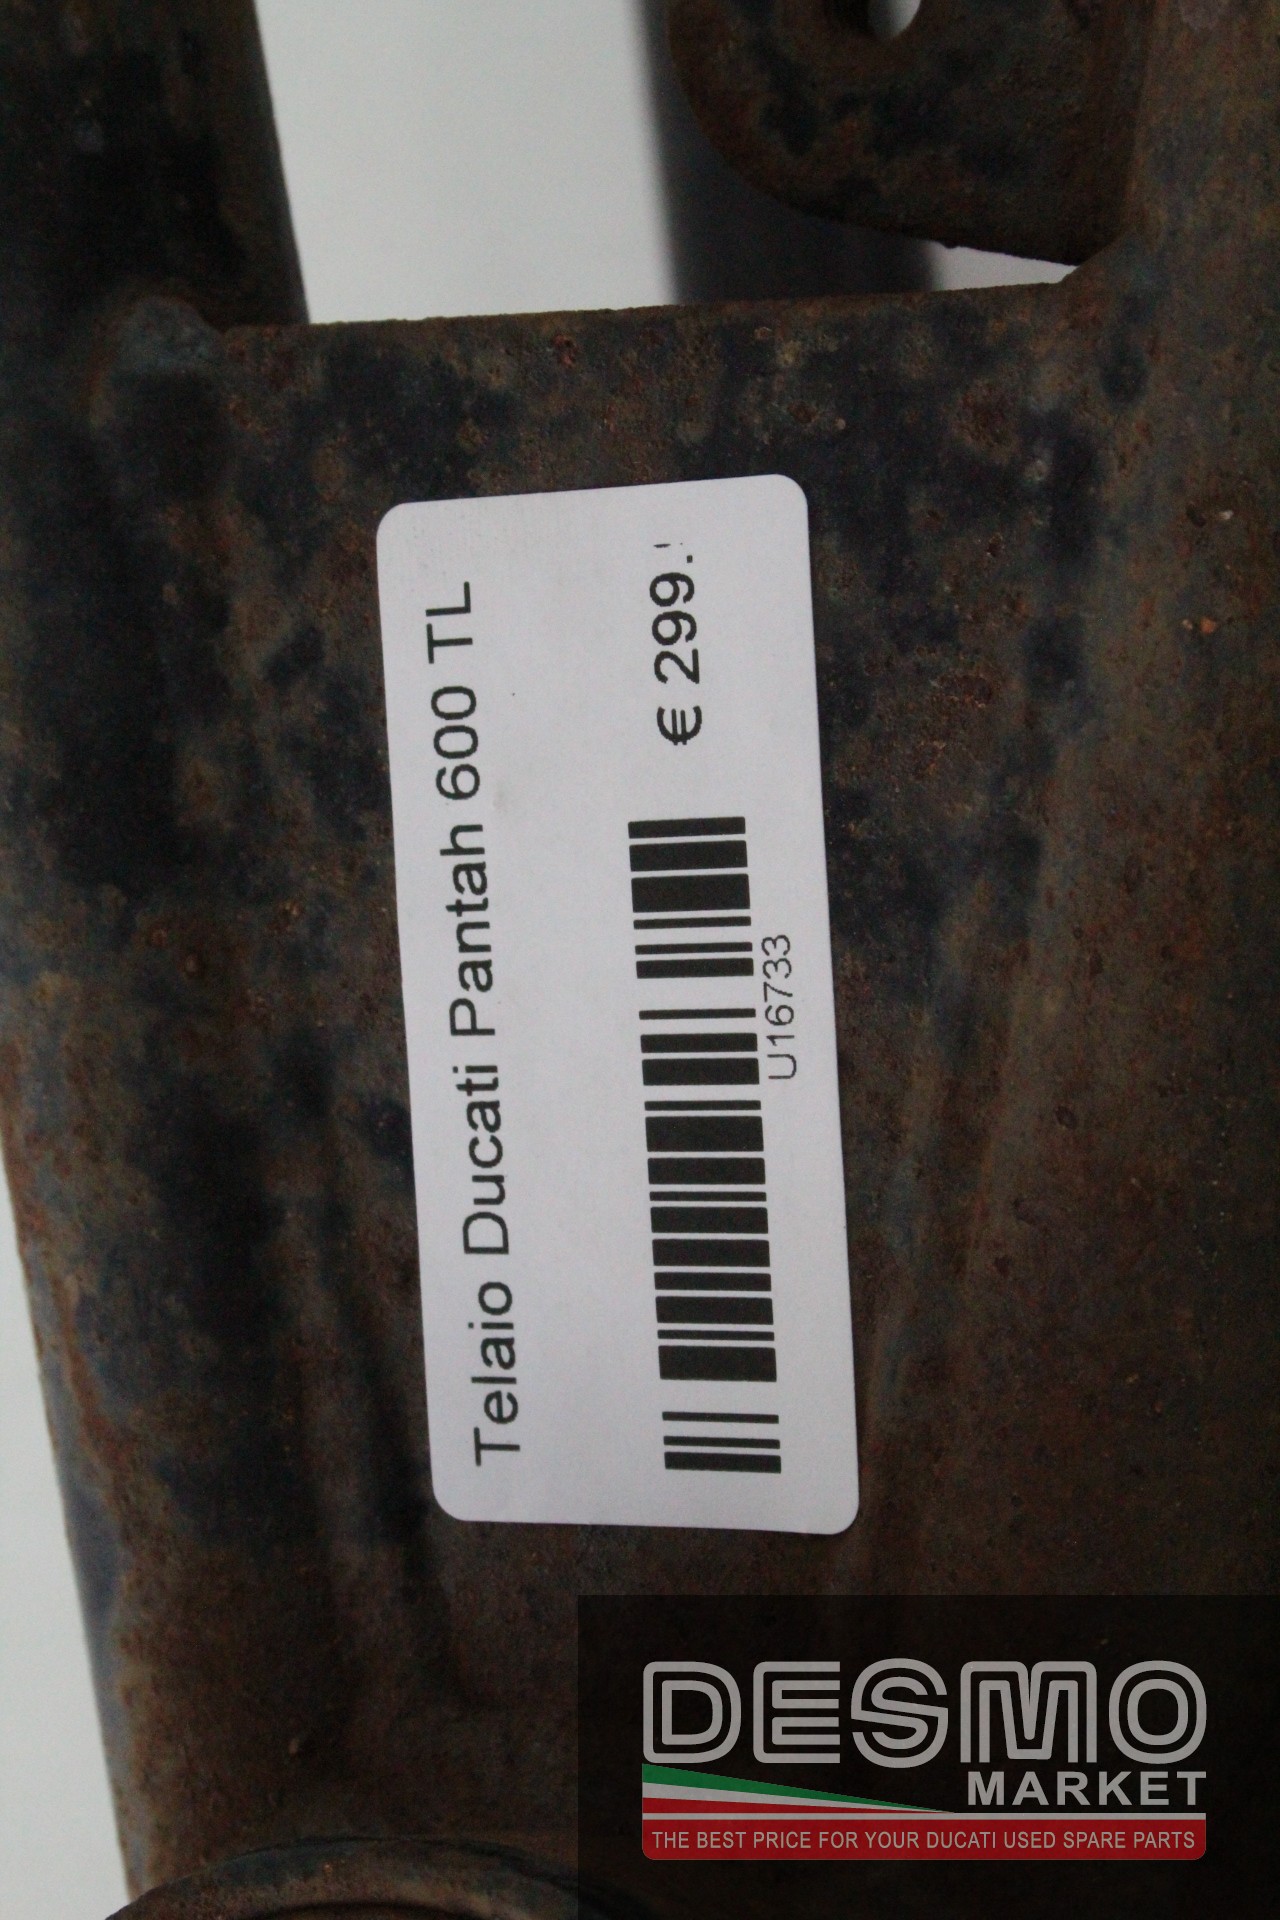 Telaio Ducati Pantah 600 TL
€ 299.
U16733
DESMO
MARKET
THE BEST PRICE FOR YOUR DUCATI USED SPARE PARTS